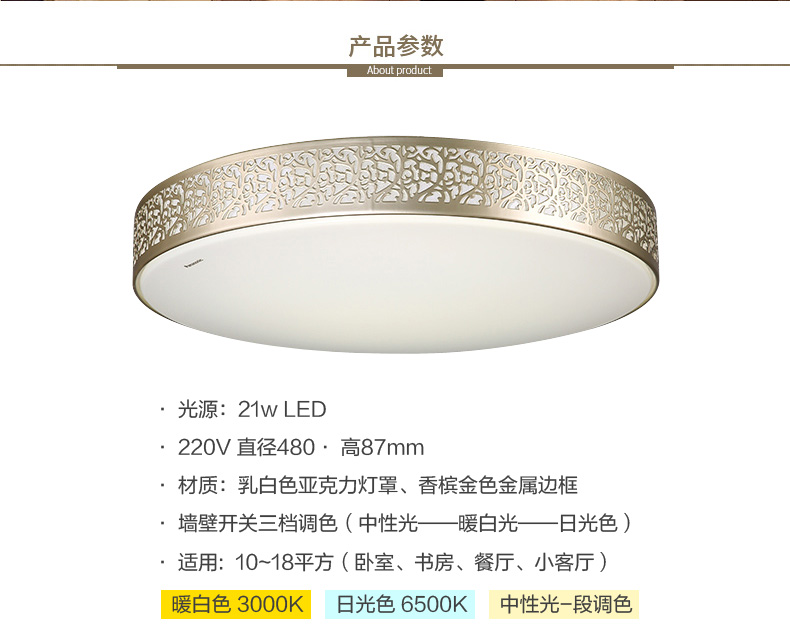 产品参数
About product
Panasonic
· 光源：21w LED
· 220V 直径480 · 高87mm
· 材质：乳白色亚克力灯罩、香槟金色金属边框
· 墙壁开关三档调色（中性光——暖白光——日光色）
· 适用: 10~18平方（卧室、书房、餐厅、小客厅）
暖白色 3000K 日光色 6500K 中性光-段调色